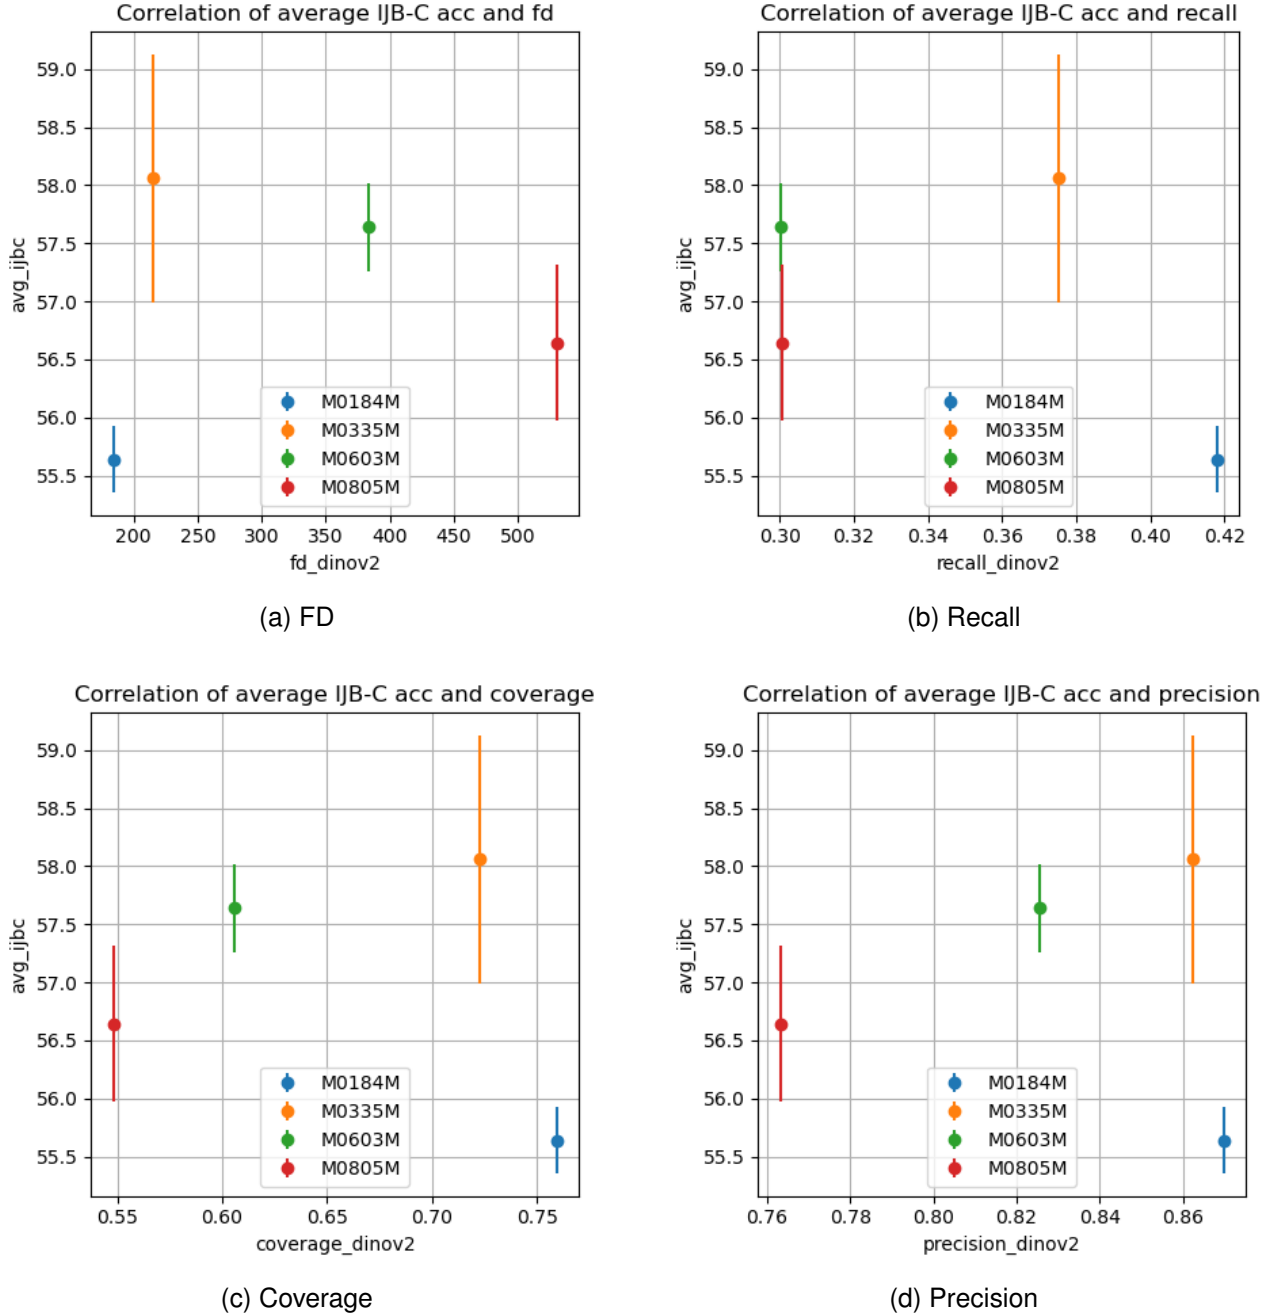 Correlation of average IJB-C acc and fd
avg_ijbc
59.0
58.5
58.0
57.5
57.0
56.5
56.0
55.5
M0184M
M0335M
M0603M
M0805M
200 250 300 350 400 450 500
fd_dinov2
(a) FD
Correlation of average IJB-C acc and recall
avg_ijbc
59.0
58.5
58.0
57.5
57.0
56.5
56.0
55.5
M0184M
M0335M
M0603M
M0805M
0.30 0.32 0.34 0.36 0.38 0.40 0.42
recall_dinov2
(b) Recall
Correlation of average IJB-C acc and coverage
avg_ijbc
59.0
58.5
58.0
57.5
57.0
56.5
56.0
55.5
M0184M
M0335M
M0603M
M0805M
0.55 0.60 0.65 0.70 0.75
coverage_dinov2
(c) Coverage
Correlation of average IJB-C acc and precision
avg_ijbc
59.0
58.5
58.0
57.5
57.0
56.5
56.0
55.5
M0184M
M0335M
M0603M
M0805M
0.76 0.78 0.80 0.82 0.84 0.86
precision_dinov2
(d) Precision